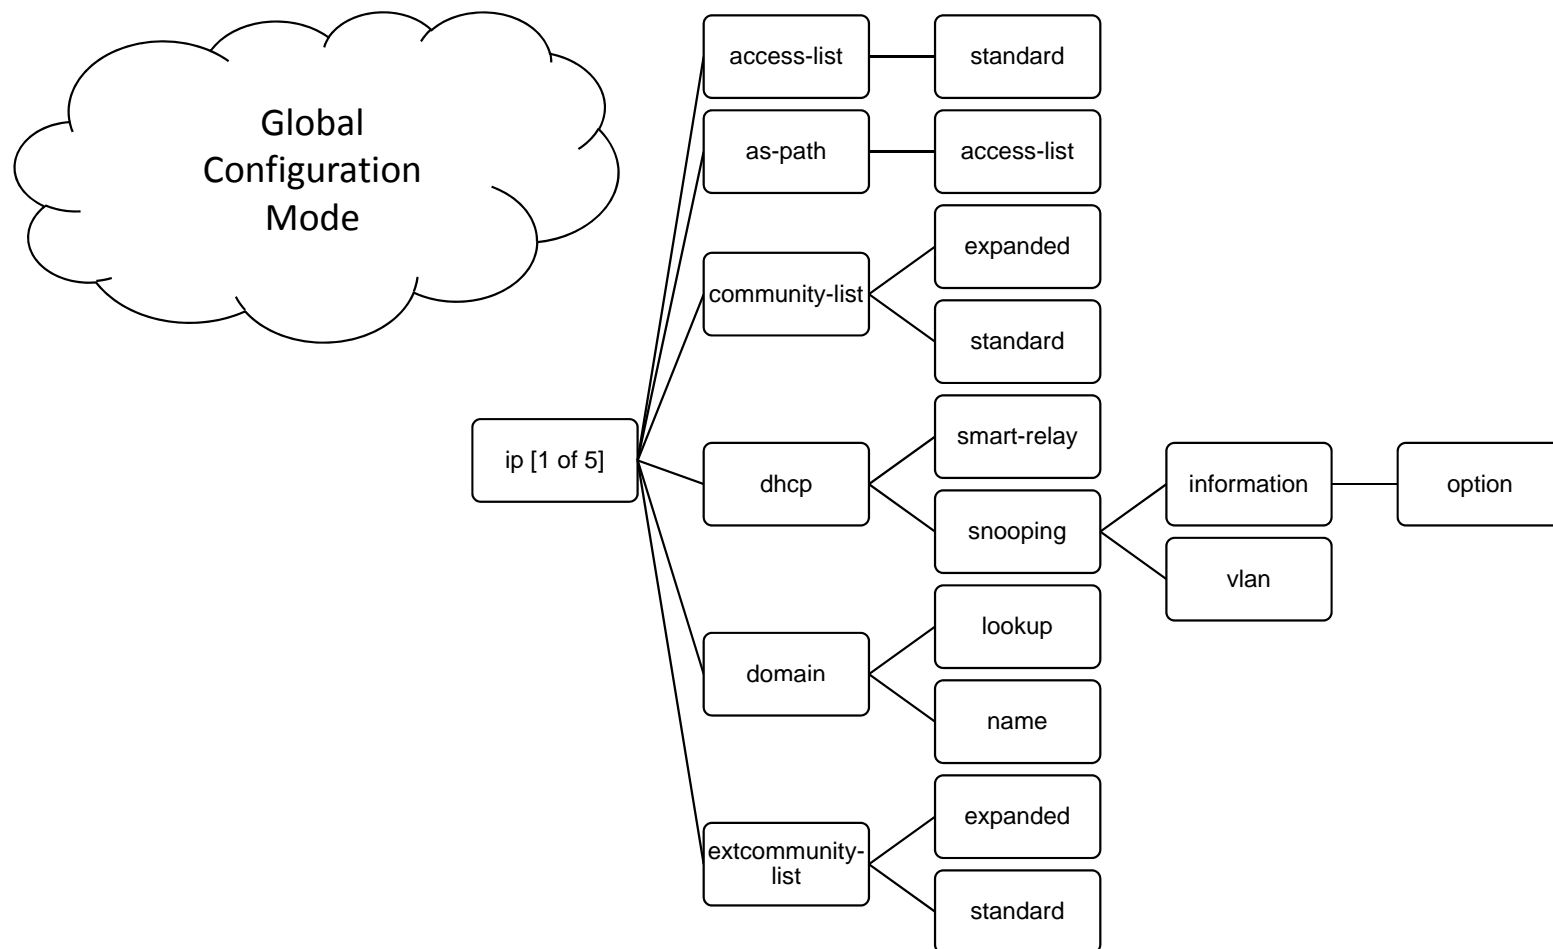 Global
Configuration
Mode
ip [1 of 5]
access-list
standard
as-path
access-list
community-list
expanded
standard
dhcp
smart-relay
snooping
information
option
vlan
domain
lookup
name
extcommunity-
list
expanded
standard